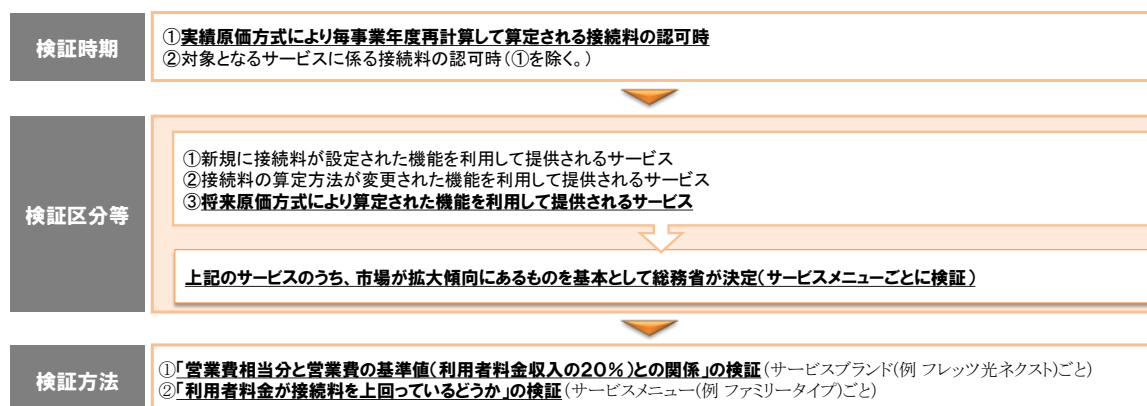 検証時期
①実績原価方式により毎事業年度再計算して算定される接続料の認可時
②対象となるサービスに係る接続料の認可時(①を除く。)
検証区分等
①新規に接続料が設定された機能を利用して提供されるサービス
②接続料の算定方法が変更された機能を利用して提供されるサービス
③将来原価方式により算定された機能を利用して提供されるサービス
上記のサービスのうち、市場が拡大傾向にあるものを基本として総務省が決定(サービスメニューごとに検証)
検証方法
①「営業費相当分と営業費の基準値(利用者料金収入の20%)との関係」の検証(サービスブランド(例 フレッツ光ネクスト)ごと)
②「利用者料金が接続料を上回っているどうか」の検証(サービスメニュー(例 ファミリータイプ)ごと)